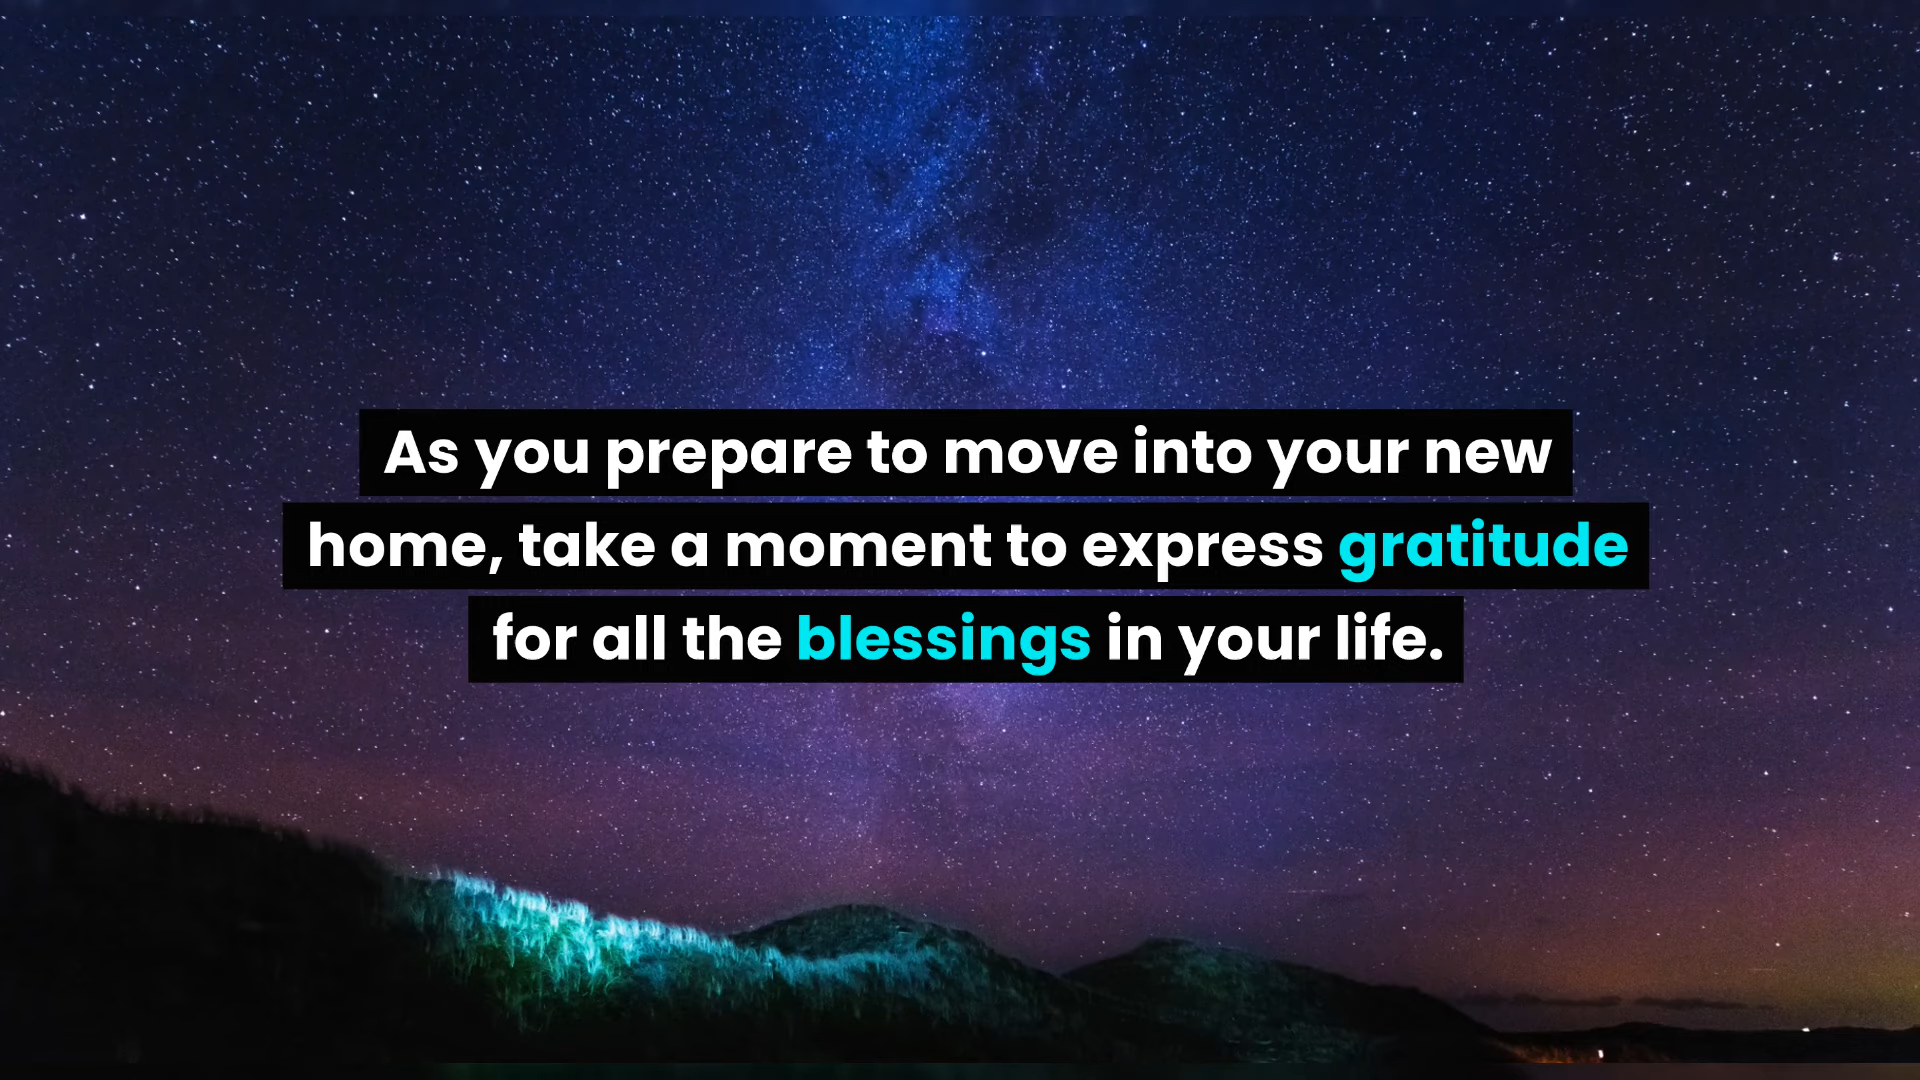 As you prepare to move into your new
home, take a moment to express gratitude
for all the blessings in your life.